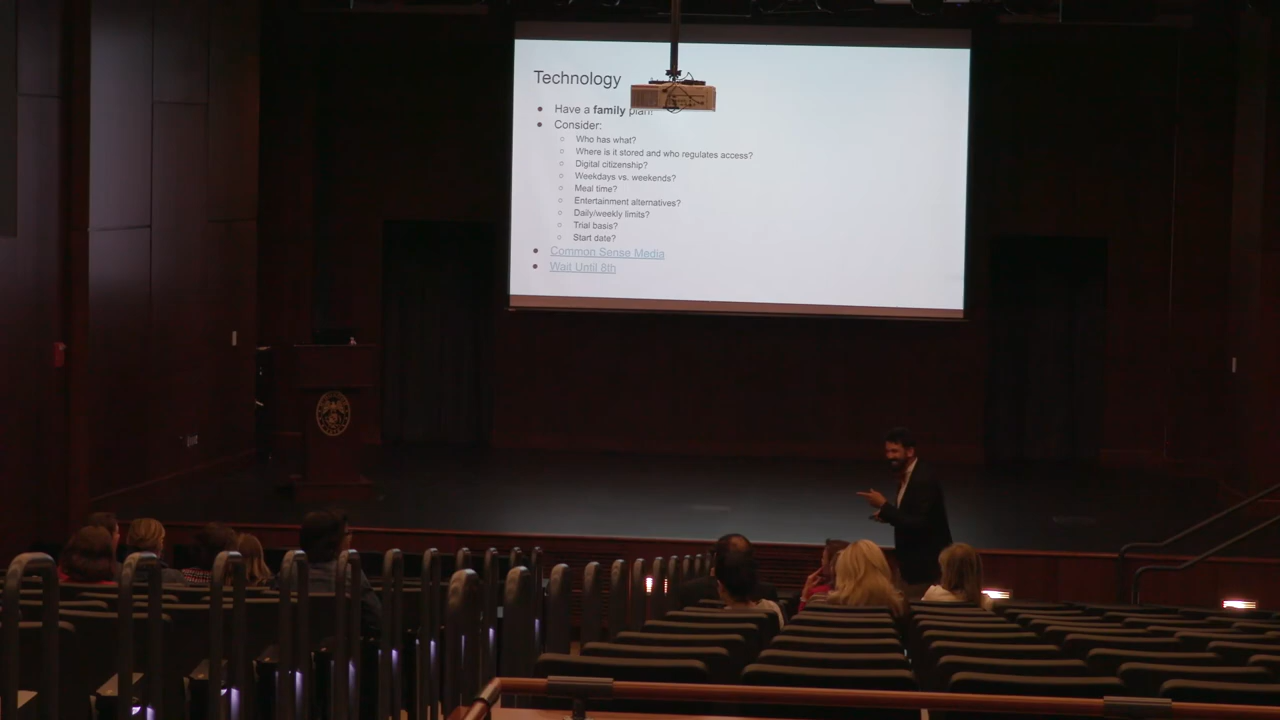 Technology
Have a family plan!
Consider:
Who has what?
Where is it stored and who regulates access?
Digital citizenship?
Weekdays vs. weekends?
Meal time?
Entertainment alternatives?
Daily/weekly limits?
Trial basis?
Start date?
Common Sense Media
Wait Until 8th